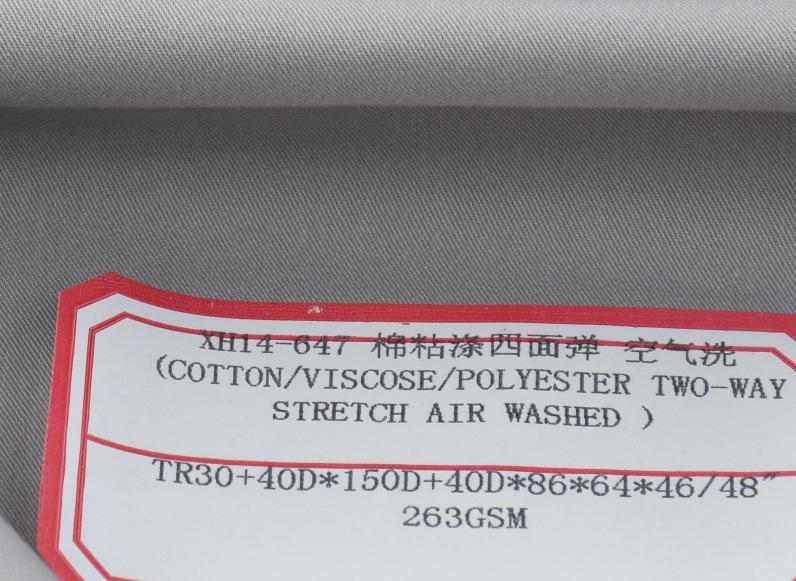 XH14-647 棉粘涤四面弹 空气洗
(COTTON/VISCOSE/POLYESTER TWO-WAY
STRETCH AIR WASHED )
TR30+40D*150D+40D*86*64*46/48"
263GSM